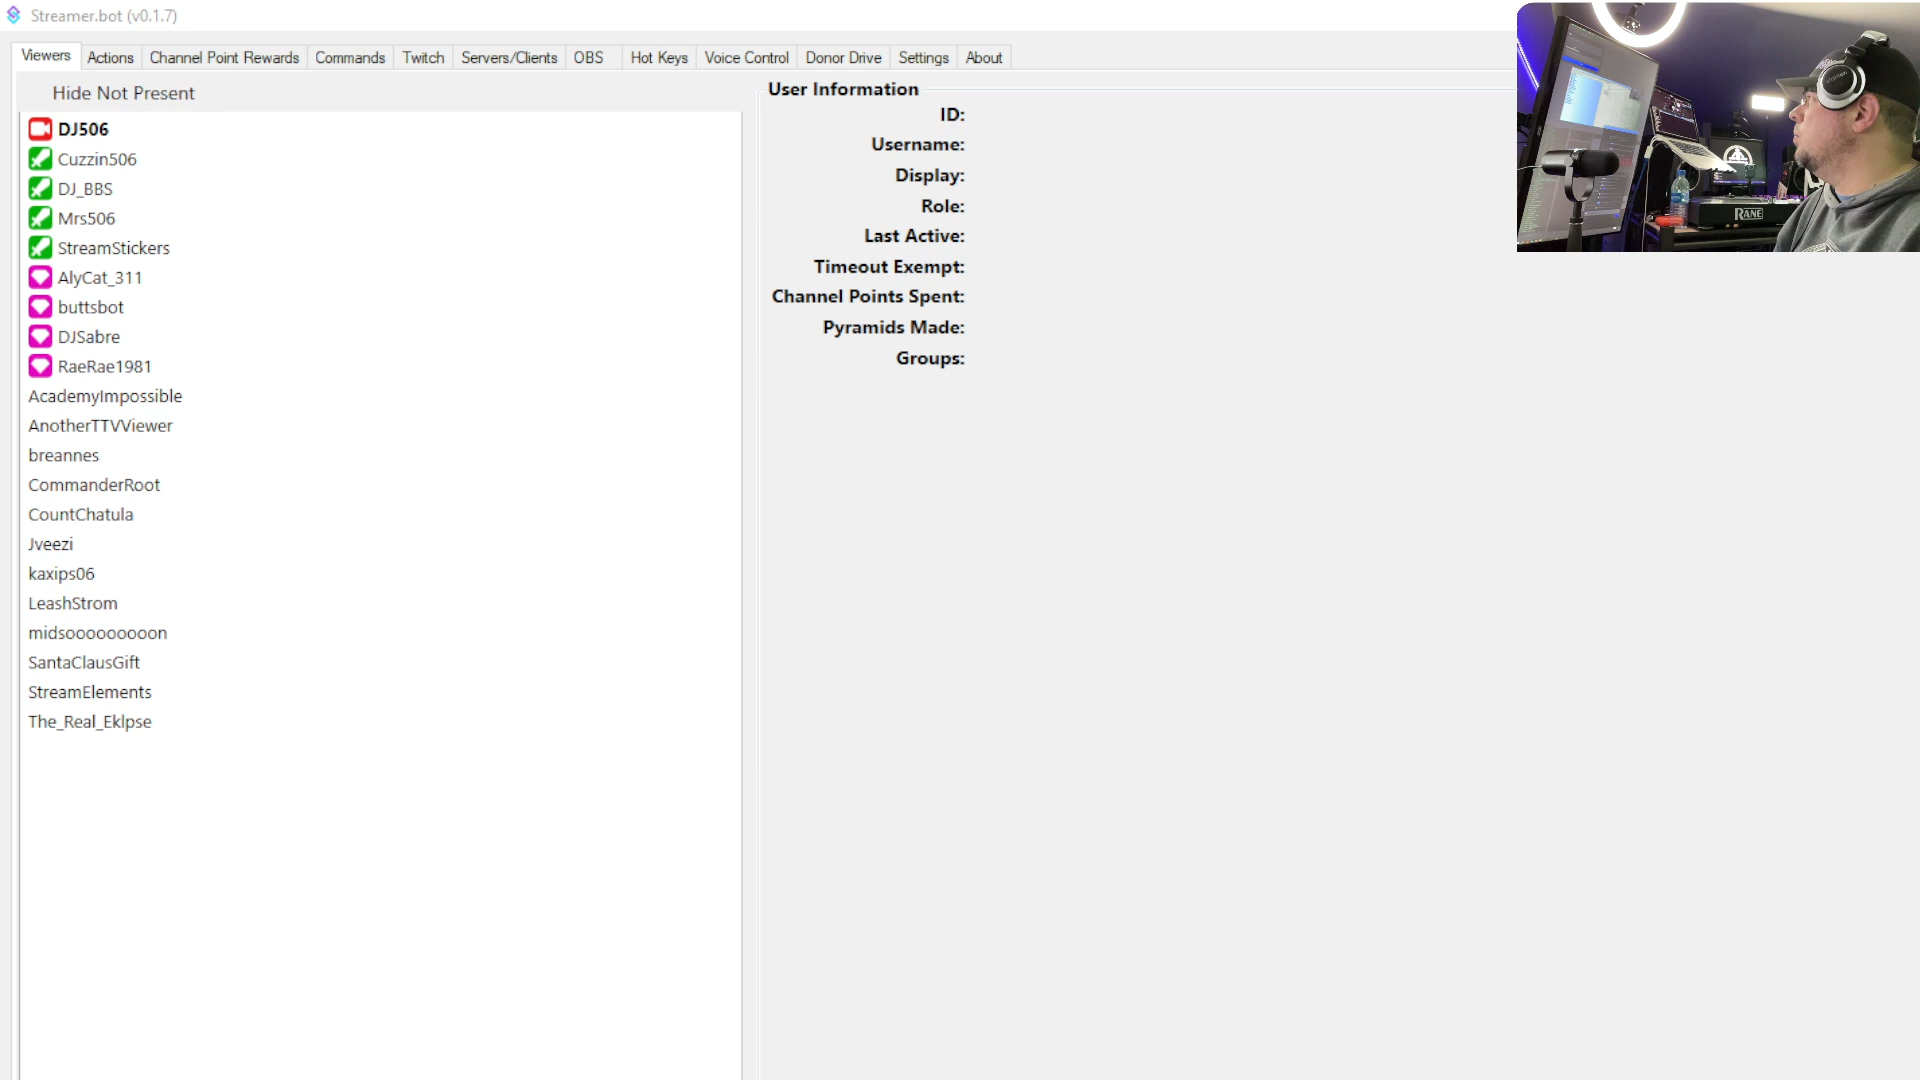 Streamer.bot (v0.1.7)
Viewers Actions Channel Point Rewards Commands Twitch Servers/Clients OBS Hot Keys Voice Control Donor Drive Settings About
Hide Not Present
DJ506
Cuzzin506
DJ_BBS
Mrs506
StreamStickers
AlyCat_311
buttsbot
DJSabre
RaeRae1981
AcademyImpossible
AnotherTTVViewer
breannes
CommanderRoot
CountChatula
Jveezi
kaxips06
LeashStrom
midsooooooooon
SantaClausGift
StreamElements
The_Real_Eklpse
User Information
ID:
Username:
Display:
Role:
Last Active:
Timeout Exempt:
Channel Points Spent:
Pyramids Made:
Groups:
RANE